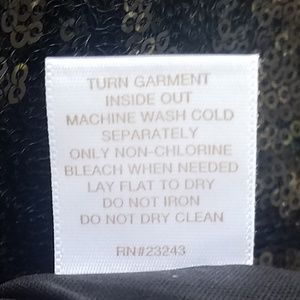 TURN GARMENT
INSIDE OUT
MACHINE WASH COLD
SEPARATELY
ONLY NON-CHLORINE
BLEACH WHEN NEEDED
LAY FLAT TO DRY
DO NOT IRON
DO NOT DRY CLEAN
RN#23243